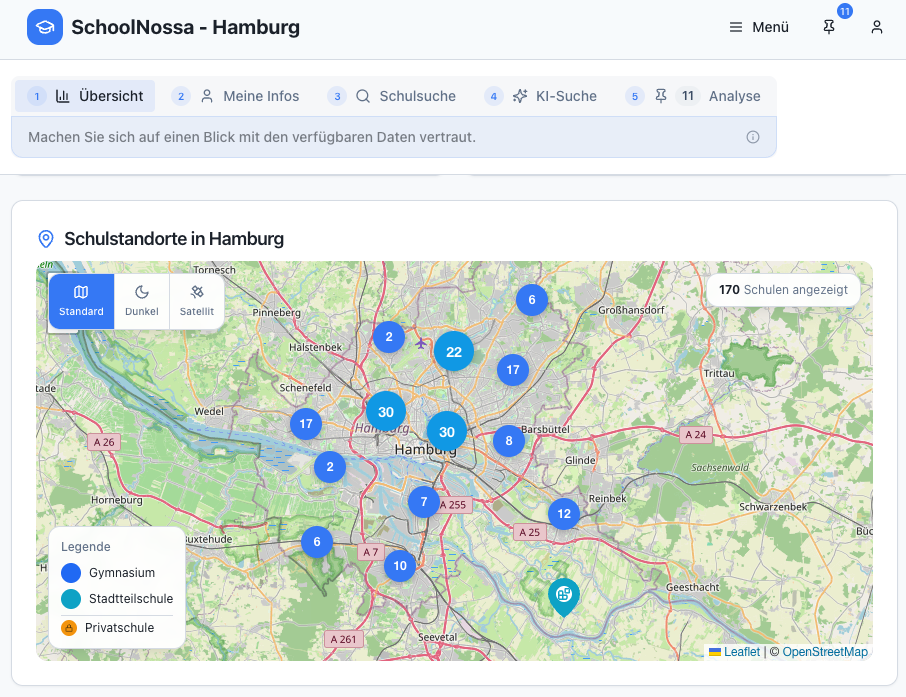 SchoolNossa - Hamburg
Menü
11
1 Übersicht
2 Meine Infos
3 Schulsuche
4 KI-Suche
5 11 Analyse
Machen Sie sich auf einen Blick mit den verfügbaren Daten vertraut.
Schulstandorte in Hamburg
Standard
Dunkel
Satellit
170 Schulen angezeigt
Tornesch
Pinneberg
6
Großhansdorf
2
Halstenbek
22
17
Trittau
Schenefeld
tade
Wedel
30
17
Hamburg
30
Barsbüttel
8
A 24
A 26
Hamburg
Glinde
2
Sachsenwald
Horneburg
7
A 255
Reinbek
12
Schwarzenbek
A 25
6
Buxtehude
A 7
10
Geesthacht
A 261
Seevetal
Legende
Gymnasium
Stadtteilschule
Privatschule
Leaflet | © OpenStreetMap